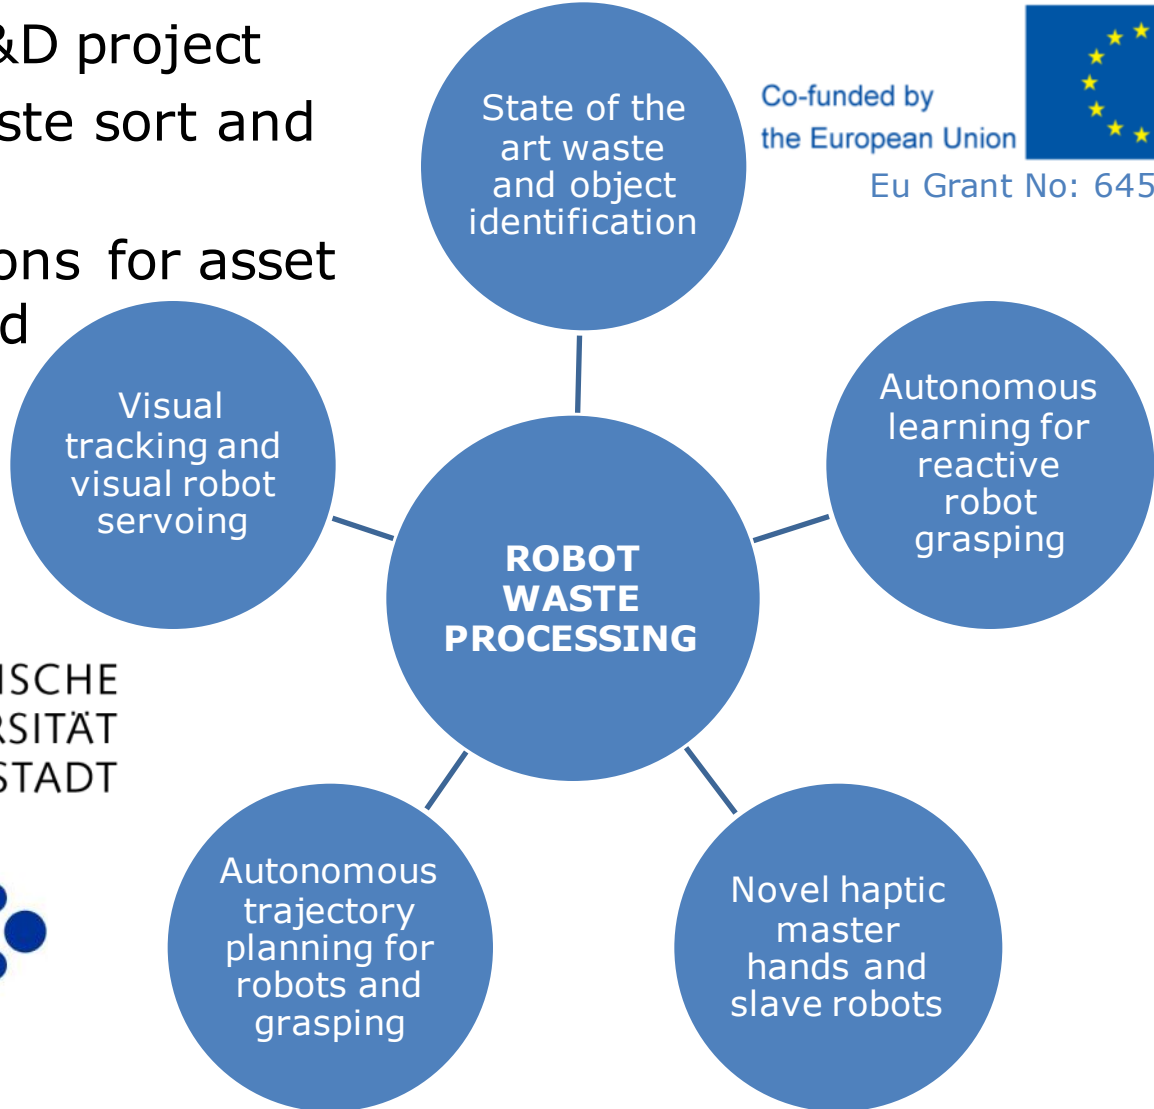 &D project
ste sort and
ons for asset
d
Co-funded by
the European Union
Eu Grant No: 645
State of the
art waste
and object
identification
Visual
tracking and
visual robot
servoing
Autonomous
learning for
reactive
robot
grasping
ROBOT
WASTE
PROCESSING
ISCHE
RSITÄT
STADT
Autonomous
trajectory
planning for
robots and
grasping
Novel haptic
master
hands and
slave robots